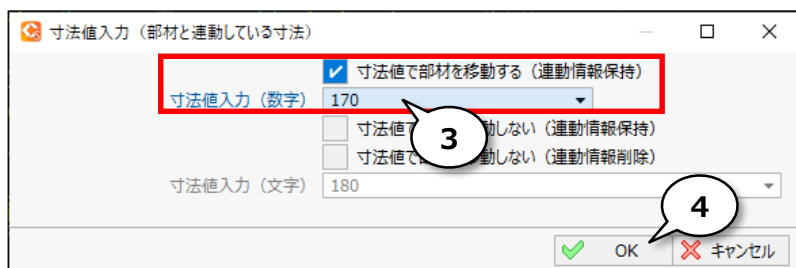 寸法値入力（部材と連動している寸法）
寸法値で部材を移動する（連動情報保持）
寸法値入力（数字） 170
3
寸法値で 動しない（連動情報保持）
寸法値で 動しない（連動情報削除）
寸法値入力（文字） 180
4
OK キャンセル